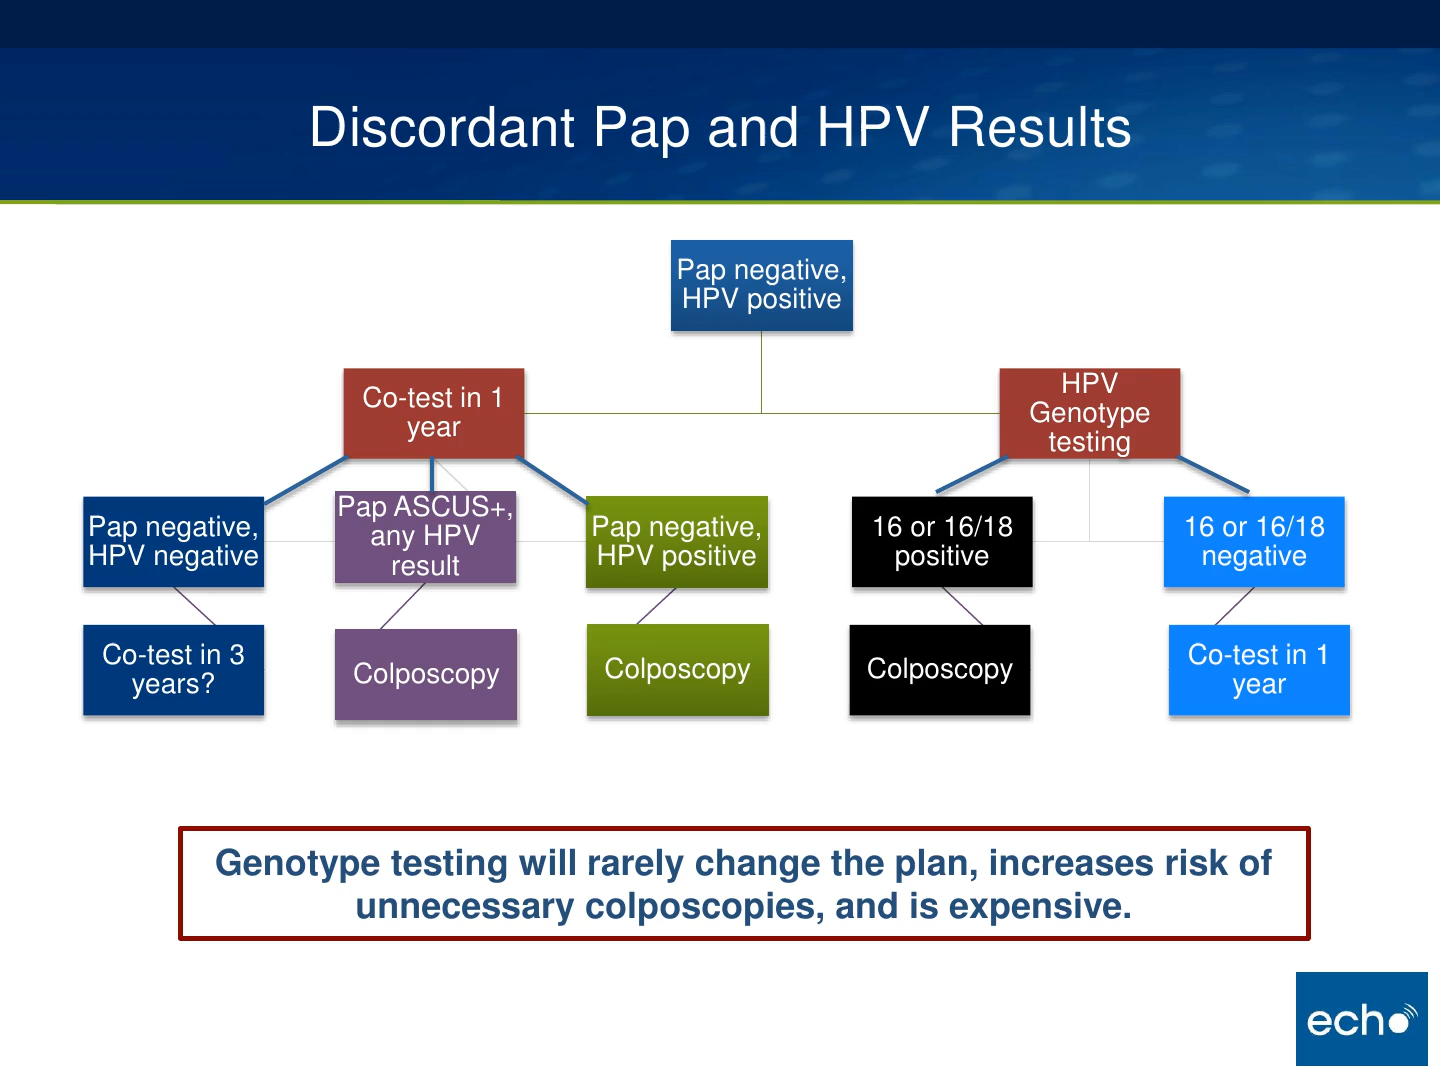 Discordant Pap and HPV Results
Pap negative,
HPV positive
Co-test in 1
year
HPV
Genotype
testing
Pap negative,
HPV negative
Pap ASCUS+,
any HPV
result
Pap negative,
HPV positive
16 or 16/18
positive
16 or 16/18
negative
Co-test in 3
years?
Colposcopy
Colposcopy
Colposcopy
Co-test in 1
year
Genotype testing will rarely change the plan, increases risk of
unnecessary colposcopies, and is expensive.
echo